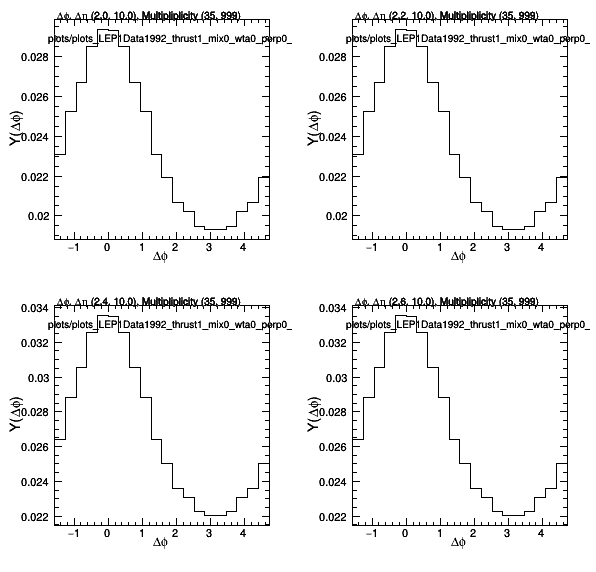 Δφ, Δη (2.0, 10.0), Multipliplicity (35, 999)
plots/plots_LEP1Data1992_thrust1_mix0_wta0_perp0_
Y(Δφ)
0.028
0.026
0.024
0.022
0.02
−1 0 1 2 3 4
Δφ
Δφ, Δη (2.2, 10.0), Multipliplicity (35, 999)
plots/plots_LEP1Data1992_thrust1_mix0_wta0_perp0_
Y(Δφ)
0.028
0.026
0.024
0.022
0.02
−1 0 1 2 3 4
Δφ
Δφ, Δη (2.4, 10.0), Multipliplicity (35, 999)
0.034
plots/plots_LEP1Data1992_thrust1_mix0_wta0_perp0_
Y(Δφ)
0.032
0.03
0.028
0.026
0.024
0.022
−1 0 1 2 3 4
Δφ
Δφ, Δη (2.6, 10.0), Multipliplicity (35, 999)
0.034
plots/plots_LEP1Data1992_thrust1_mix0_wta0_perp0_
Y(Δφ)
0.032
0.03
0.028
0.026
0.024
0.022
−1 0 1 2 3 4
Δφ